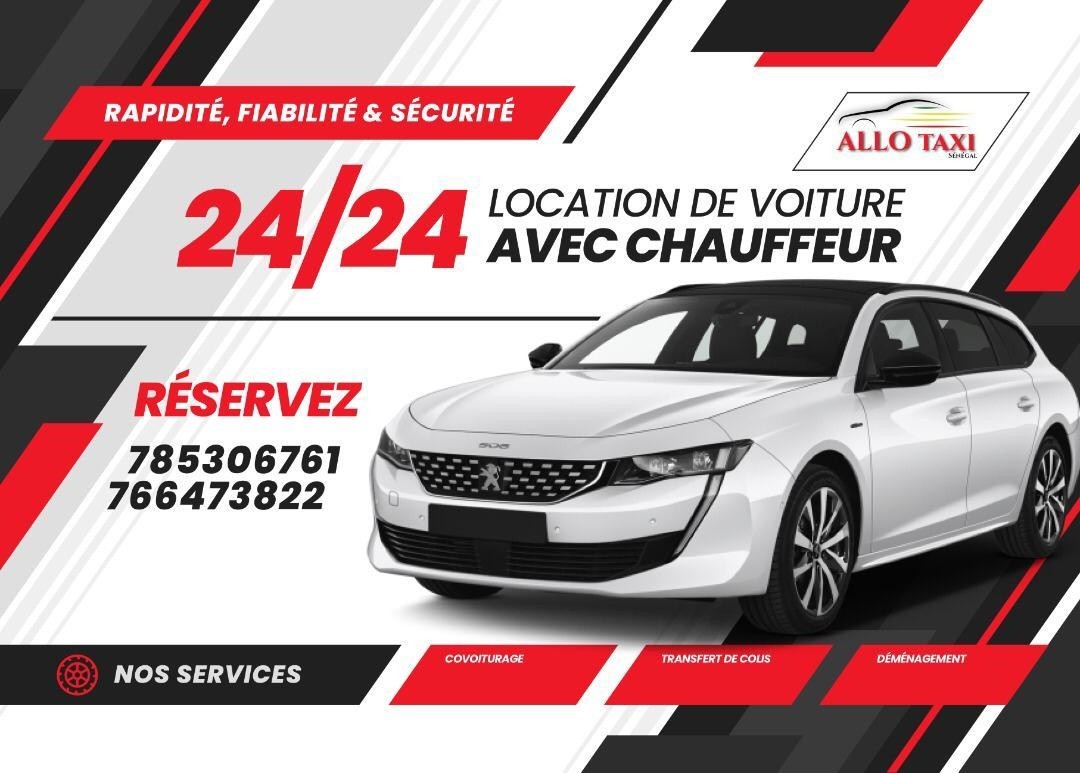 RAPIDITÉ, FIABILITÉ & SÉCURITÉ
ALLO TAXI
SÉNÉGAL
24/24
LOCATION DE VOITURE
AVEC CHAUFFEUR
RÉSERVEZ
785306761
766473822
508
NOS SERVICES
COVOITURAGE
TRANSFERT DE COLIS
DÉMÉNAGEMENT